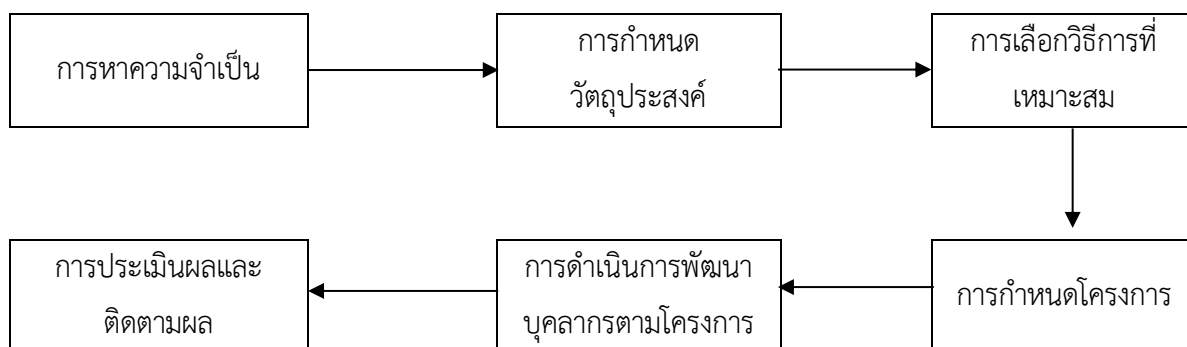 การหาความจำเป็น
การกำหนด
วัตถุประสงค์
การเลือกวิธีการที่
เหมาะสม
การกำหนดโครงการ
การดำเนินการพัฒนา
บุคลากรตามโครงการ
การประเมินผลและ
ติดตามผล